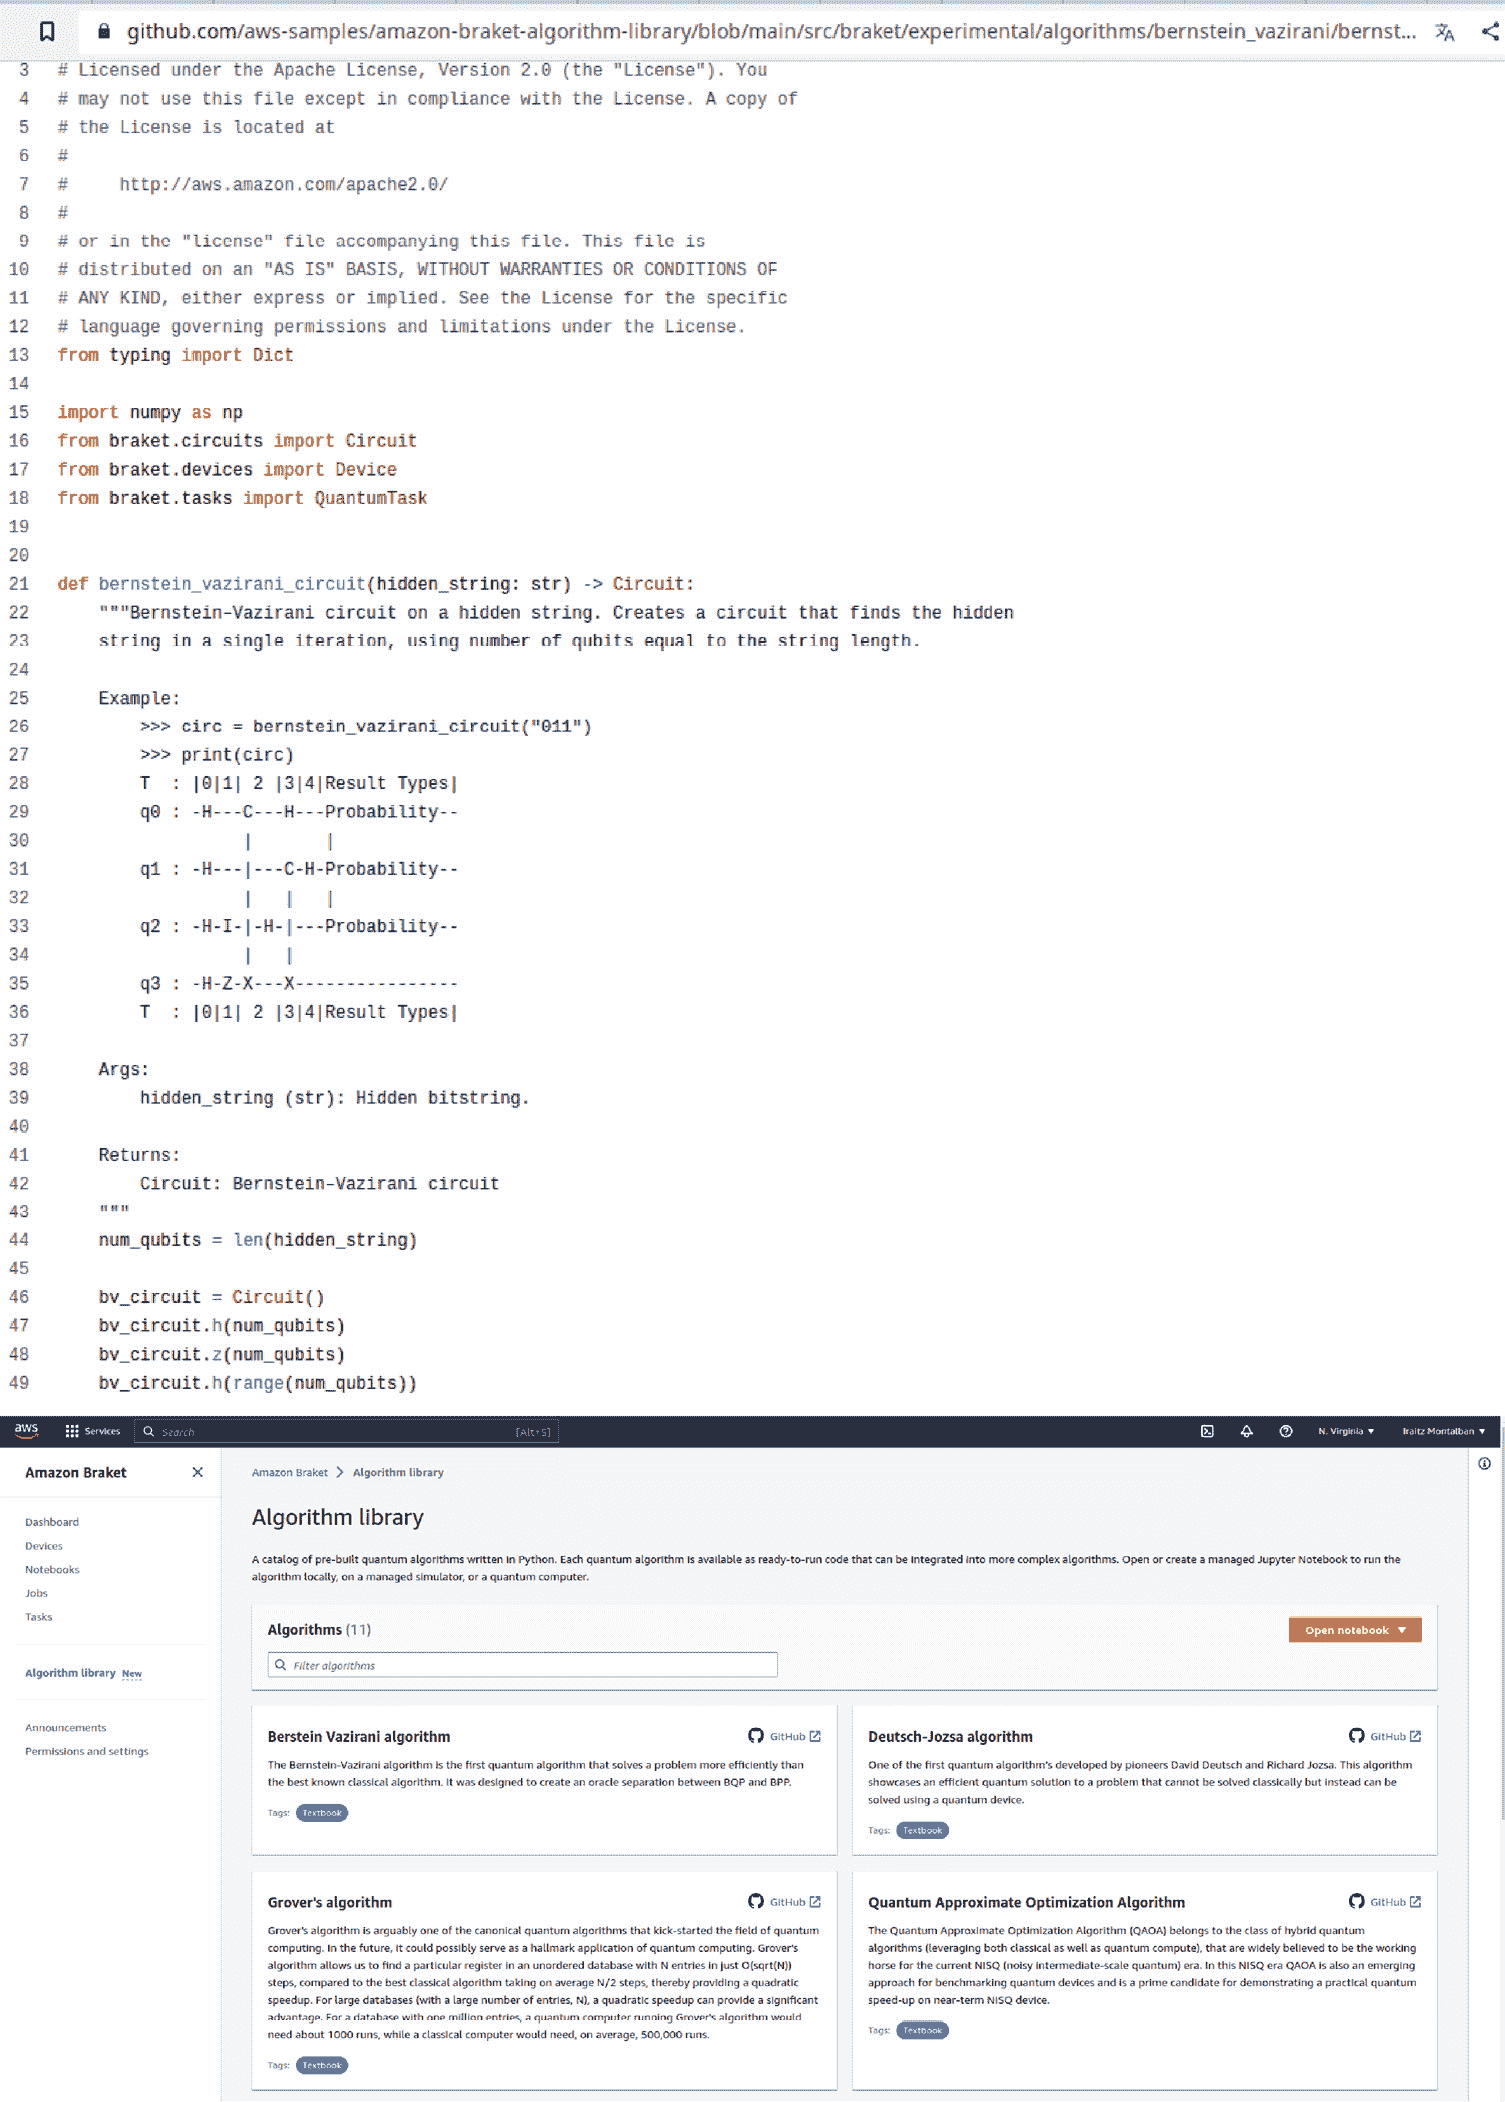 github.com/aws-samples/amazon-braket-algorithm-library/blob/main/src/braket/experimental/algorithms/bernstein_vazirani/bernst...
3 # Licensed under the Apache License, Version 2.0 (the "License"). You
4 # may not use this file except in compliance with the License. A copy of
5 # the License is located at
6 #
7 #     http://aws.amazon.com/apache2.0/
8 #
9 # or in the "license" file accompanying this file. This file is
10 # distributed on an "AS IS" BASIS, WITHOUT WARRANTIES OR CONDITIONS OF
11 # ANY KIND, either express or implied. See the License for the specific
12 # language governing permissions and limitations under the License.
13 from typing import Dict
14
15 import numpy as np
16 from braket.circuits import Circuit
17 from braket.devices import Device
18 from braket.tasks import QuantumTask
19
20
21 def bernstein_vazirani_circuit(hidden_string: str) -> Circuit:
22     """Bernstein-Vazirani circuit on a hidden string. Creates a circuit that finds the hidden
23     string in a single iteration, using number of qubits equal to the string length.
24
25     Example:
26         >>> circ = bernstein_vazirani_circuit("011")
27         >>> print(circ)
28         T  : |0|1| 2 |3|4|Result Types|
29         q0 : -H---C---H---Probability--
30                   |       |
31         q1 : -H---|---C-H-Probability--
32                   |   |   |
33         q2 : -H-I-|-H-|---Probability--
34                   |   |
35         q3 : -H-Z-X---X----------------
36         T  : |0|1| 2 |3|4|Result Types|
37
38     Args:
39         hidden_string (str): Hidden bitstring.
40
41     Returns:
42         Circuit: Bernstein-Vazirani circuit
43     """
44     num_qubits = len(hidden_string)
45
46     bv_circuit = Circuit()
47     bv_circuit.h(num_qubits)
48     bv_circuit.z(num_qubits)
49     bv_circuit.h(range(num_qubits))
aws Services Search [Alt+S] N. Virginia Iraitz Montalban
Amazon Braket
Dashboard
Devices
Notebooks
Jobs
Tasks
Algorithm library New
Announcements
Permissions and settings
Amazon Braket > Algorithm library
Algorithm library
A catalog of pre-built quantum algorithms written in Python. Each quantum algorithm is available as ready-to-run code that can be integrated into more complex algorithms. Open or create a managed Jupyter Notebook to run the
algorithm locally, on a managed simulator, or a quantum computer.
Algorithms (11)
Open notebook
Filter algorithms
Berstein Vazirani algorithm GitHub
The Bernstein-Vazirani algorithm is the first quantum algorithm that solves a problem more efficiently than
the best known classical algorithm. It was designed to create an oracle separation between BQP and BPP.
Tags: Textbook
Deutsch-Jozsa algorithm GitHub
One of the first quantum algorithm's developed by pioneers David Deutsch and Richard Jozsa. This algorithm
showcases an efficient quantum solution to a problem that cannot be solved classically but instead can be
solved using a quantum device.
Tags: Textbook
Grover's algorithm GitHub
Grover's algorithm is arguably one of the canonical quantum algorithms that kick-started the field of quantum
computing. In the future, it could possibly serve as a hallmark application of quantum computing. Grover's
algorithm allows us to find a particular register in an unordered database with N entries in just O(sqrt(N))
steps, compared to the best classical algorithm taking on average N/2 steps, thereby providing a quadratic
speedup. For large databases (with a large number of entries, N), a quadratic speedup can provide a significant
advantage. For a database with one million entries, a quantum computer running Grover's algorithm would
need about 1000 runs, while a classical computer would need, on average, 500,000 runs.
Tags: Textbook
Quantum Approximate Optimization Algorithm GitHub
The Quantum Approximate Optimization Algorithm (QAOA) belongs to the class of hybrid quantum
algorithms (leveraging both classical as well as quantum compute), that are widely believed to be the working
horse for the current NISQ (noisy intermediate-scale quantum) era. In this NISQ era QAOA is also an emerging
approach for benchmarking quantum devices and is a prime candidate for demonstrating a practical quantum
speed-up on near-term NISQ device.
Tags: Textbook